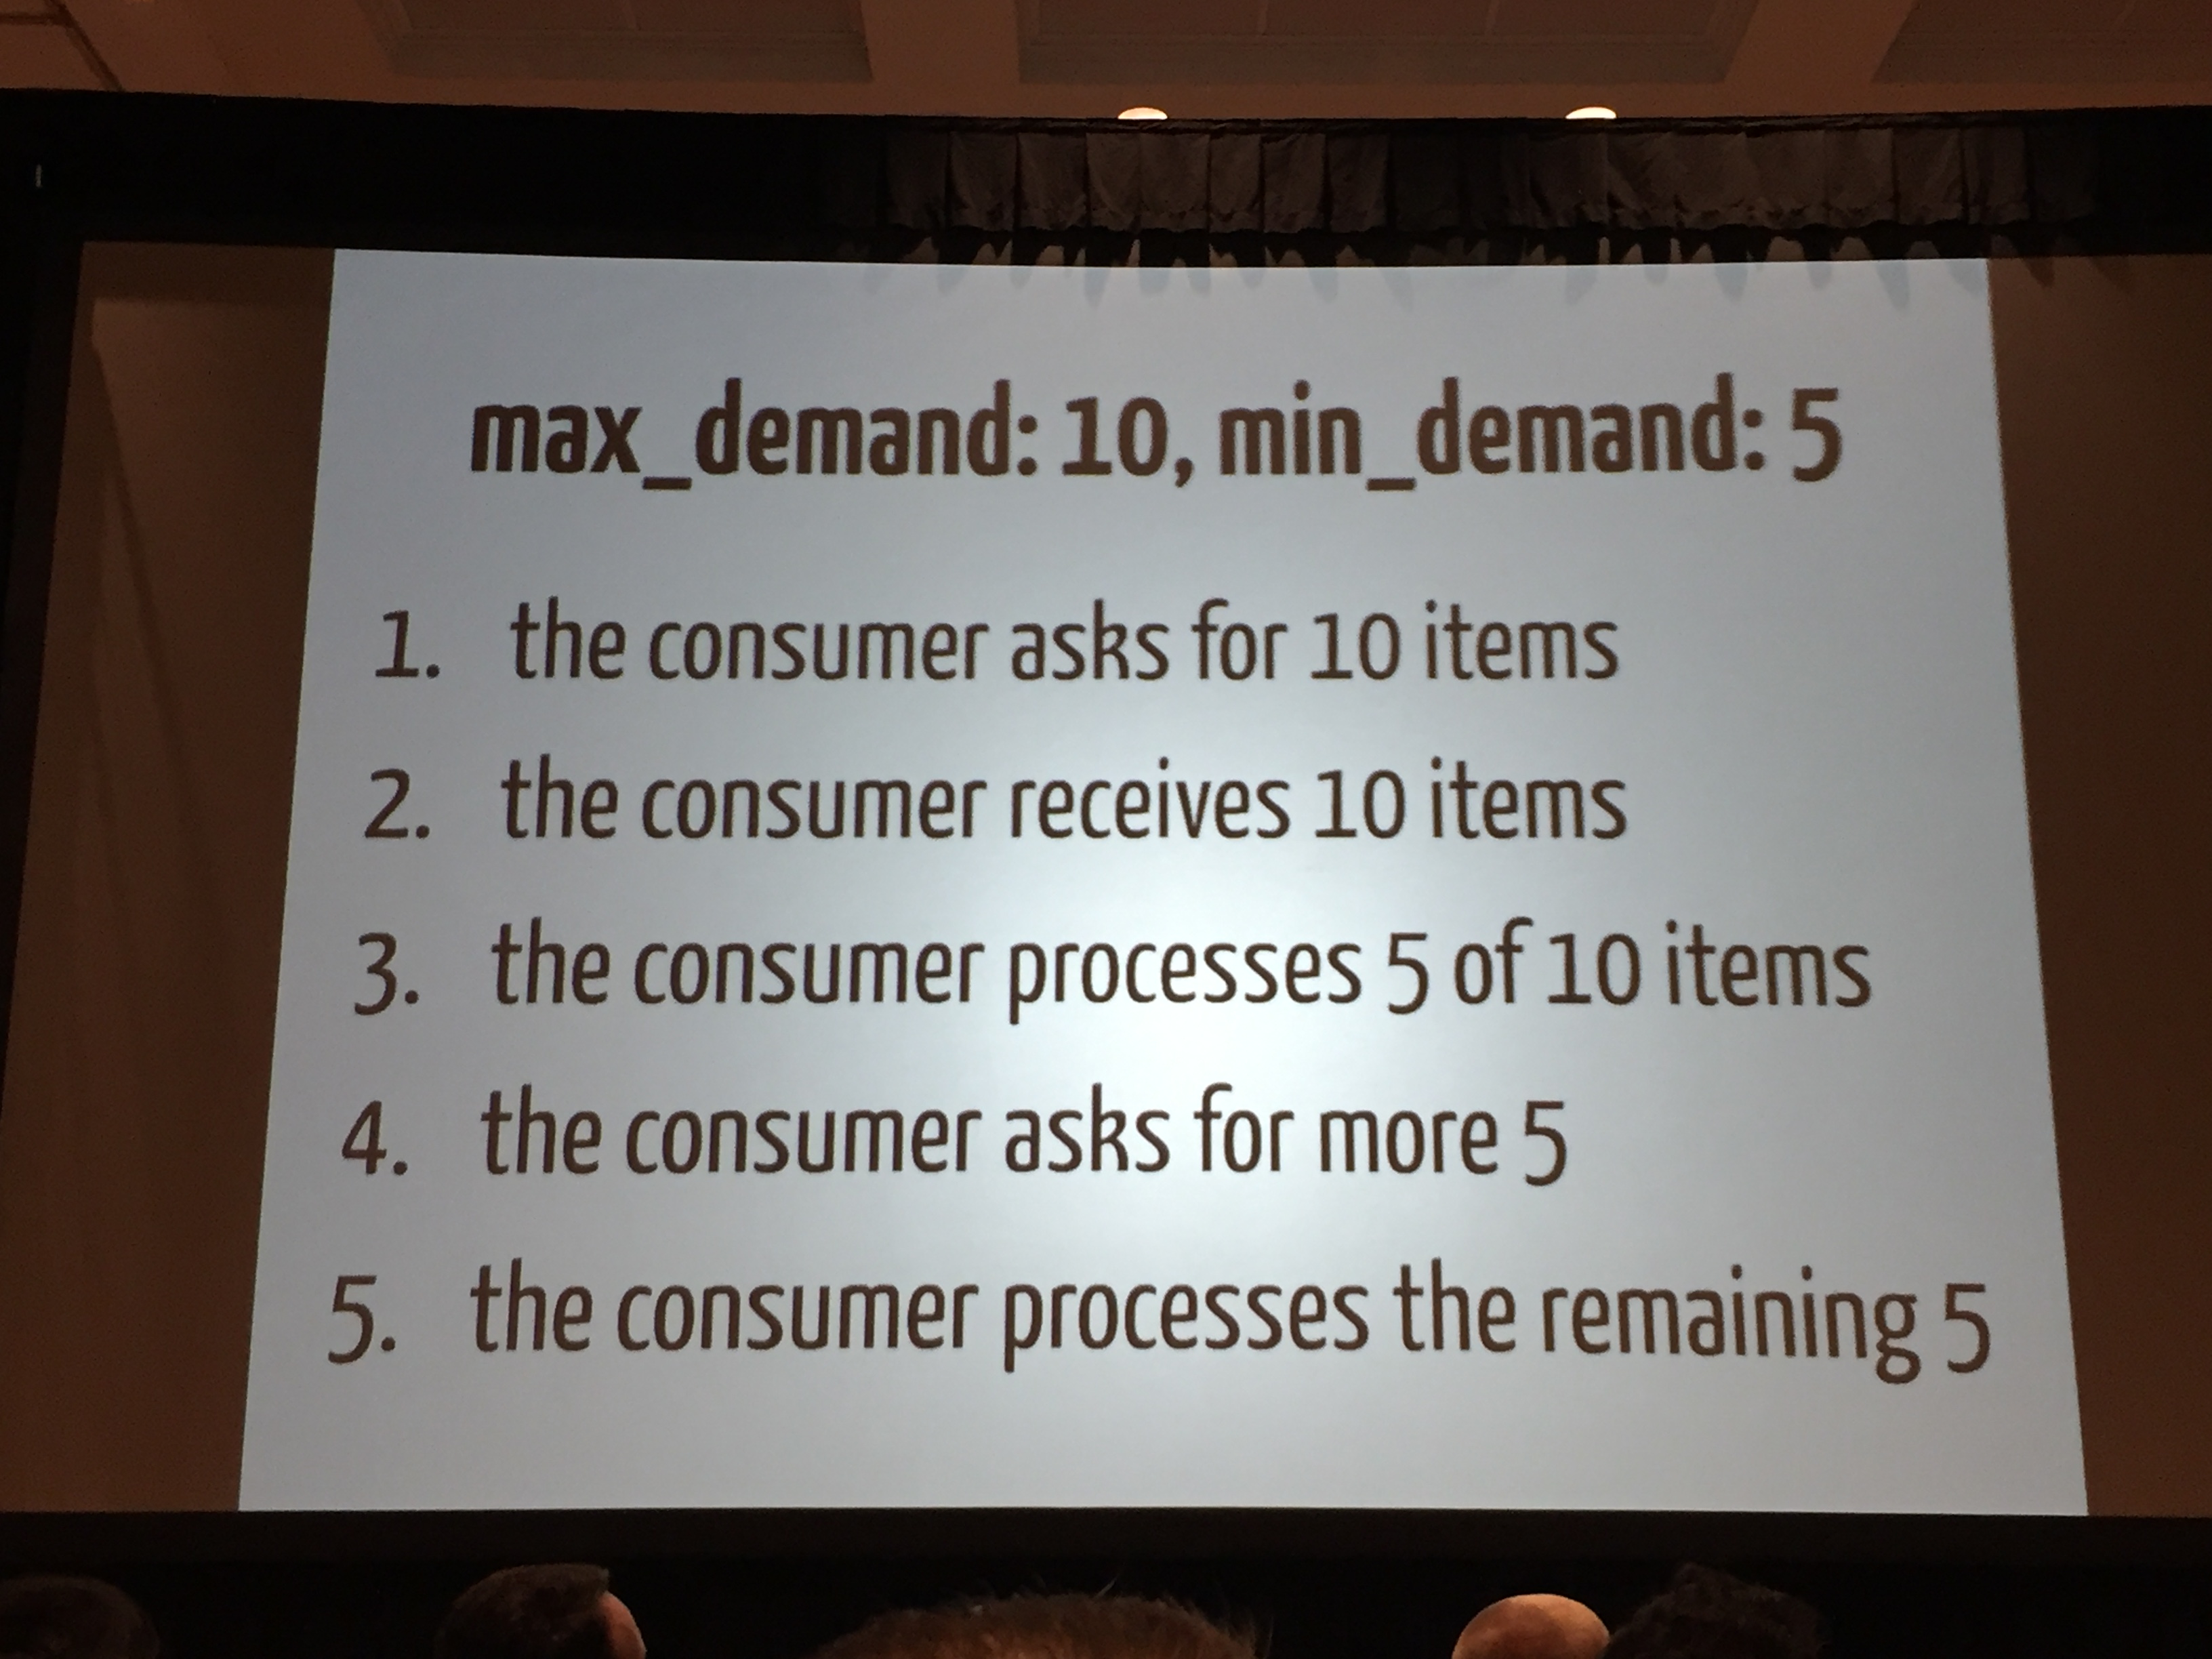 max_demand: 10, min_demand: 5
1. the consumer asks for 10 items
2. the consumer receives 10 items
3. the consumer processes 5 of 10 items
4. the consumer asks for more 5
5. the consumer processes the remaining 5